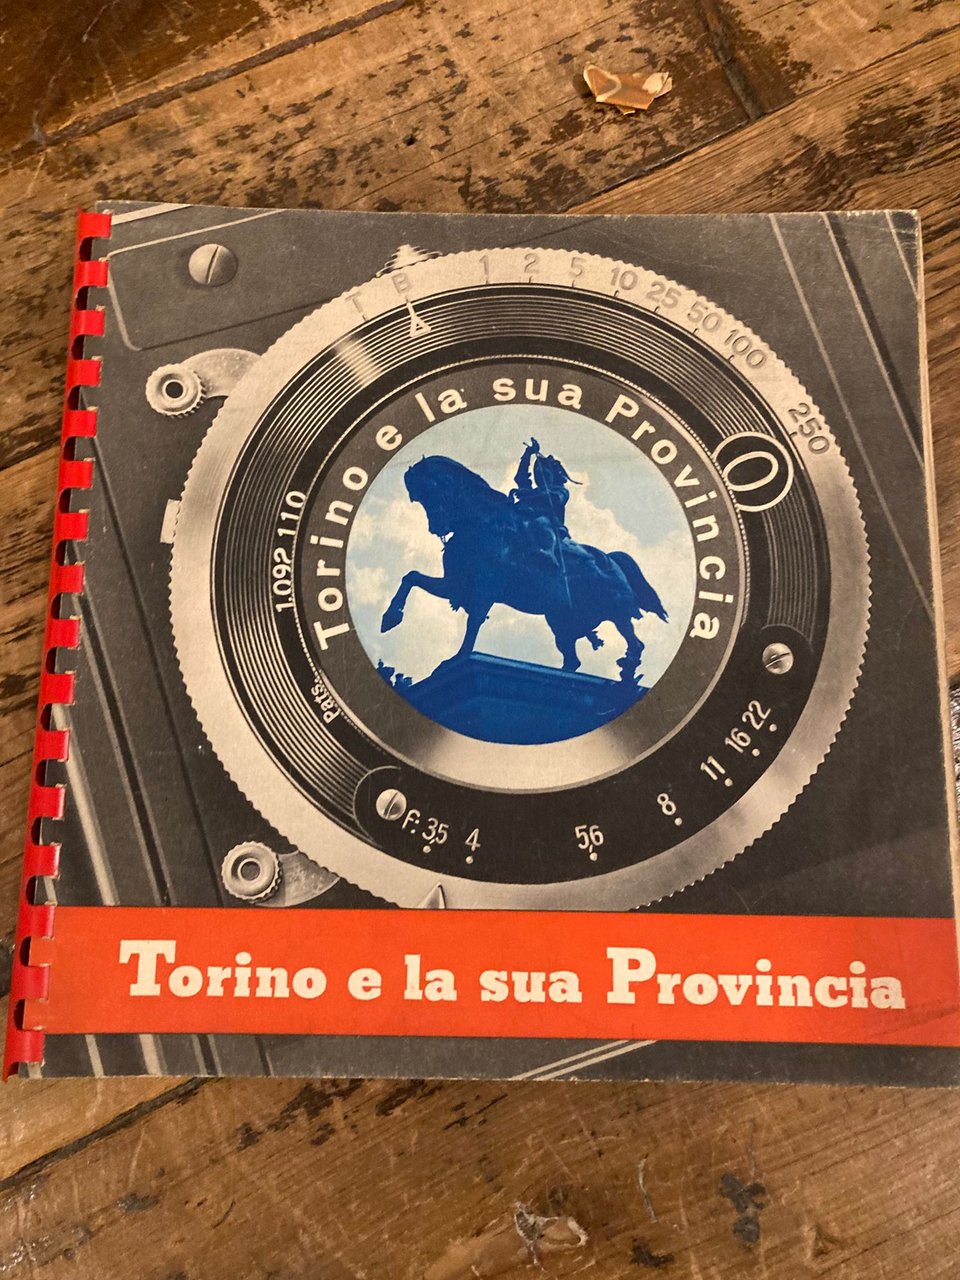 T B 1 2 5 10 25 50 100 250
Torino e la sua Provincia
1.092 110
Pats.
F: 3,5 4 5,6 8 11 16 22
Torino e la sua Provincia